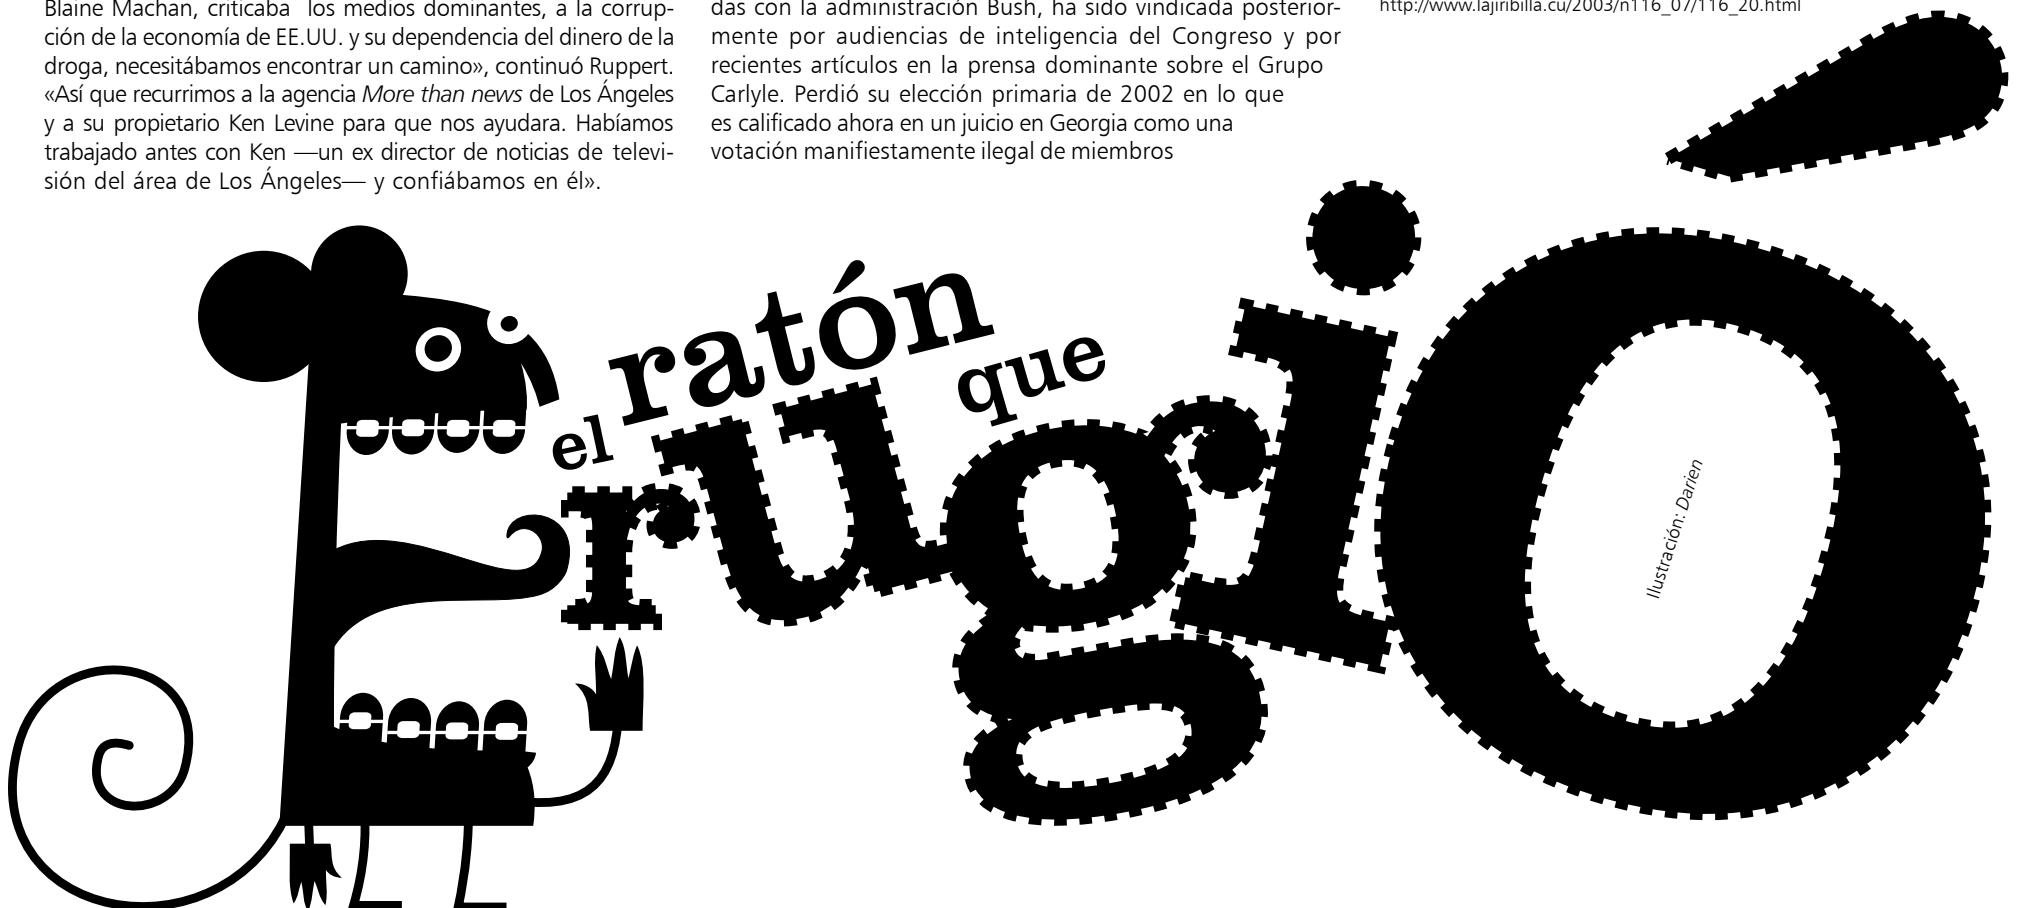 Blaine Machan, criticaba los medios dominantes, a la corrup-
ción de la economía de EE.UU. y su dependencia del dinero de la
droga, necesitábamos encontrar un camino», continuó Ruppert.
«Así que recurrimos a la agencia More than news de Los Ángeles
y a su propietario Ken Levine para que nos ayudara. Habíamos
trabajado antes con Ken —un ex director de noticias de televi-
sión del área de Los Ángeles— y confiábamos en él».
das con la administración Bush, ha sido vindicada posterior-
mente por audiencias de inteligencia del Congreso y por
recientes artículos en la prensa dominante sobre el Grupo
Carlyle. Perdió su elección primaria de 2002 en lo que
es calificado ahora en un juicio en Georgia como una
votación manifiestamente ilegal de miembros
http://www.lajiribilla.cu/2003/n116_07/116_20.html
el ratón
que
rugió
Ilustración: Darien